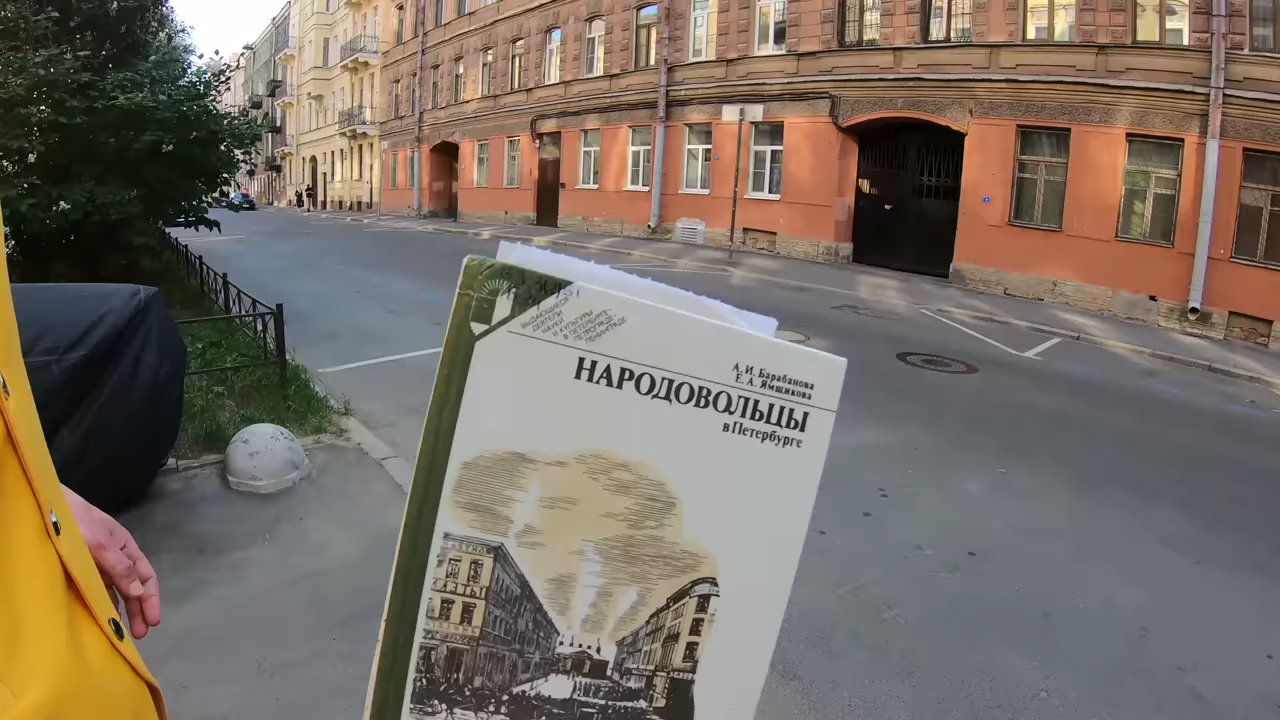 ВЫДАЮЩИЕСЯ
ДЕЯТЕЛИ
НАУКИ
И КУЛЬТУРЫ
В ПЕТЕРБУРГЕ-
ПЕТРОГРАДЕ-
ЛЕНИНГРАДЕ
А. И. Барабанова
Е. А. Ямщикова
НАРОДОВОЛЬЦЫ
в Петербурге